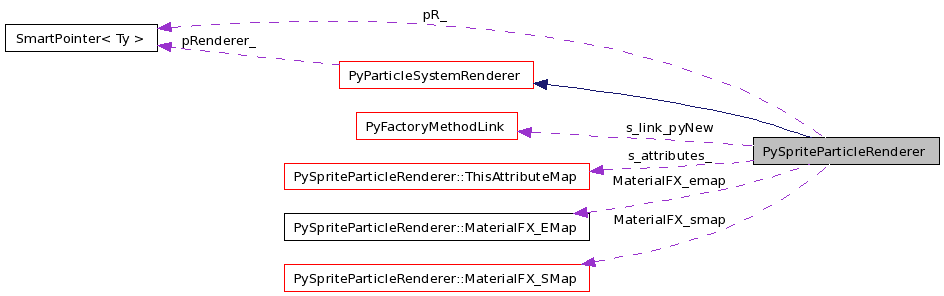 pR_
SmartPointer< Ty >
pRenderer_
PyParticleSystemRenderer
PyFactoryMethodLink
s_link_pyNew
PySpriteParticleRenderer
s_attributes_
PySpriteParticleRenderer::ThisAttributeMap
MaterialFX_emap
PySpriteParticleRenderer::MaterialFX_EMap
MaterialFX_smap
PySpriteParticleRenderer::MaterialFX_SMap